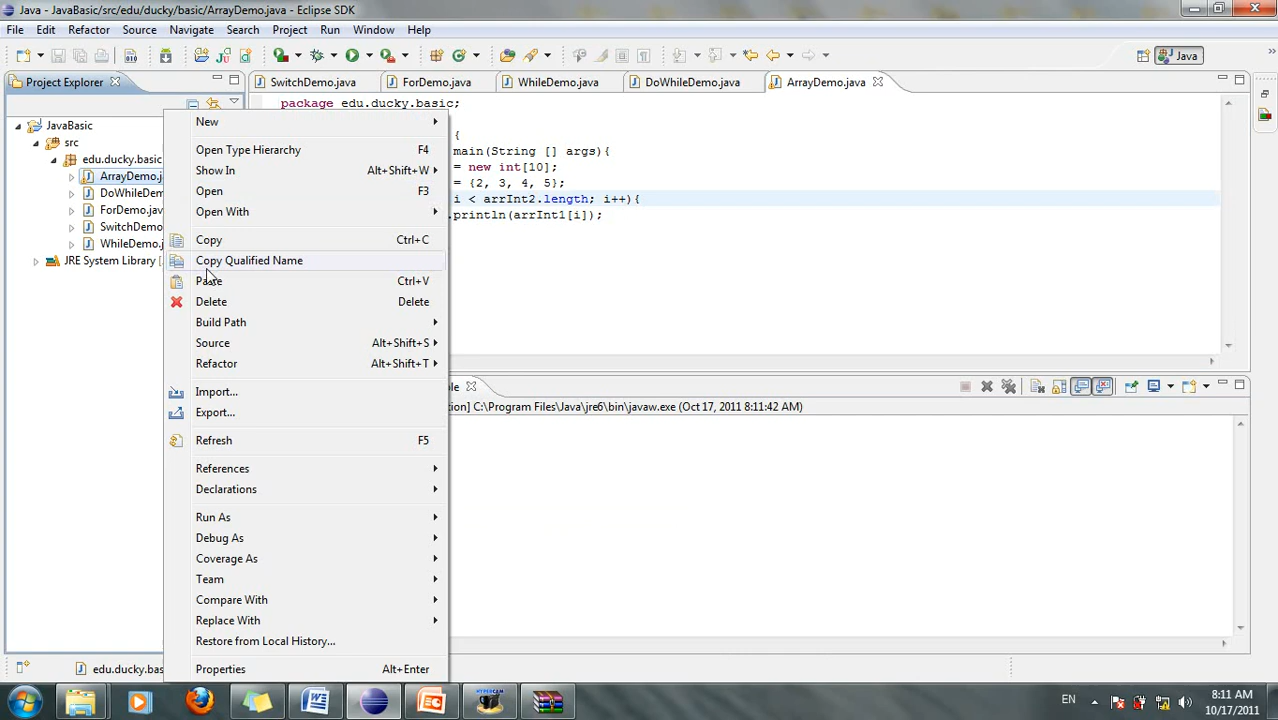 Java - JavaBasic/src/edu/ducky/basic/ArrayDemo.java - Eclipse SDK
File Edit Refactor Source Navigate Search Project Run Window Help
Java
Project Explorer
SwitchDemo.java ForDemo.java WhileDemo.java DoWhileDemo.java ArrayDemo.java
JavaBasic
src
edu.ducky.basic
ArrayDemo.j
DoWhileDem
ForDemo.jav
SwitchDemo.
WhileDemo.j
JRE System Library [
package edu.ducky.basic;
{
main(String [] args){
= new int[10];
= {2, 3, 4, 5};
i < arrInt2.length; i++){
.println(arrInt1[i]);
New
Open Type Hierarchy F4
Show In Alt+Shift+W
Open F3
Open With
Copy Ctrl+C
Copy Qualified Name
Paste Ctrl+V
Delete Delete
Build Path
Source Alt+Shift+S
Refactor Alt+Shift+T
Import...
Export...
Refresh F5
References
Declarations
Run As
Debug As
Coverage As
Team
Compare With
Replace With
Restore from Local History...
Properties Alt+Enter
le
ion] C:\Program Files\Java\jre6\bin\javaw.exe (Oct 17, 2011 8:11:42 AM)
edu.ducky.bas
HYPERCAM
EN
8:11 AM
10/17/2011